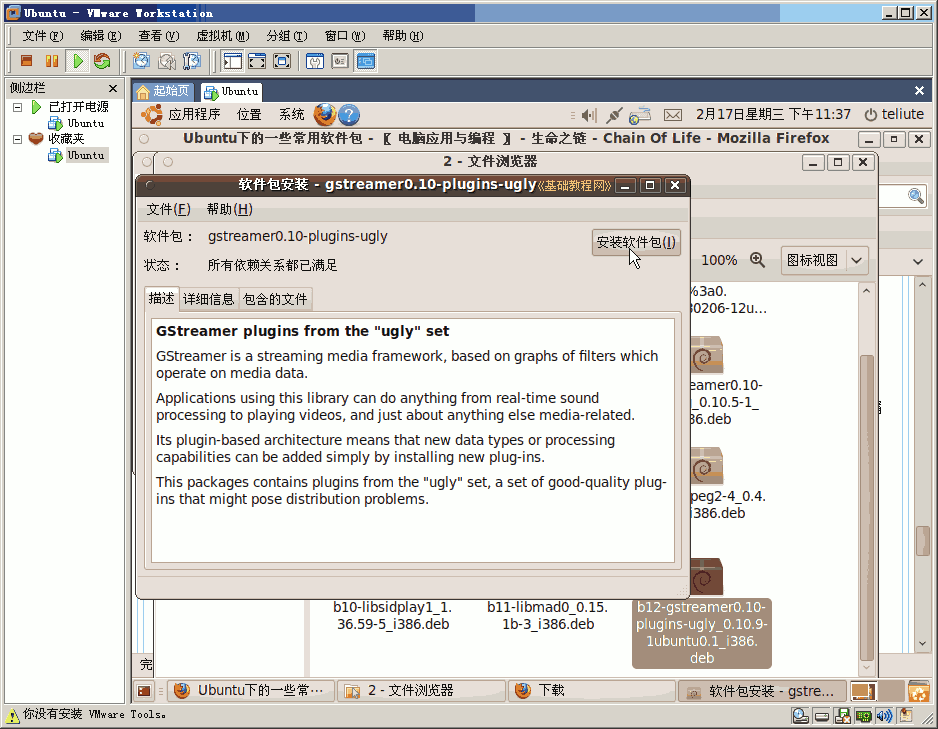 Ubuntu - VMware Workstation
文件(F) 编辑(E) 查看(V) 虚拟机(M) 分组(T) 窗口(W) 帮助(H)
侧边栏
已打开电源
Ubuntu
收藏夹
Ubuntu
起始页 Ubuntu
应用程序 位置 系统 2月17日星期三 下午11:37 teliute
Ubuntu下的一些常用软件包 - 〖 电脑应用与编程 〗 - 生命之链 - Chain Of Life - Mozilla Firefox
2 - 文件浏览器
软件包安装 - gstreamer0.10-plugins-ugly《基础教程网》
文件(F) 帮助(H)
软件包： gstreamer0.10-plugins-ugly
安装软件包(I)
状态： 所有依赖关系都已满足
100% 图标视图
描述 详细信息 包含的文件
GStreamer plugins from the "ugly" set
GStreamer is a streaming media framework, based on graphs of filters which
operate on media data.
Applications using this library can do anything from real-time sound
processing to playing videos, and just about anything else media-related.
Its plugin-based architecture means that new data types or processing
capabilities can be added simply by installing new plug-ins.
This packages contains plugins from the "ugly" set, a set of good-quality plug-
ins that might pose distribution problems.
%3a0.
30206-12u...
eamer0.10-
_0.10.5-1_
86.deb
peg2-4_0.4.
i386.deb
b10-libsidplay1_1.
36.59-5_i386.deb
b11-libmad0_0.15.
1b-3_i386.deb
b12-gstreamer0.10-
plugins-ugly_0.10.9-
1ubuntu0.1_i386.
deb
完
Ubuntu下的一些常... 2 - 文件浏览器 下载 软件包安装 - gstre...
你没有安装 VMware Tools。